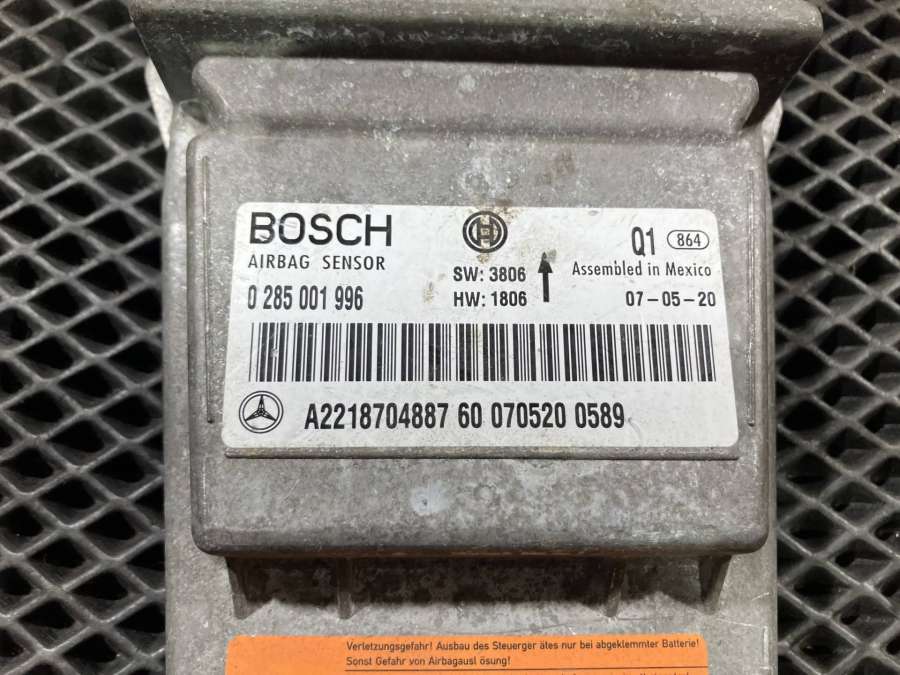 BOSCH
Q1 864
AIRBAG SENSOR
SW: 3806
Assembled in Mexico
0 285 001 996
HW: 1806
07-05-20
A2218704887 60 070520 0589
Verletzungsgefahr! Ausbau des Steuerger ätes nur bei abgeklemmter Batterie!
Sonst Gefahr von Airbagausl ösung!